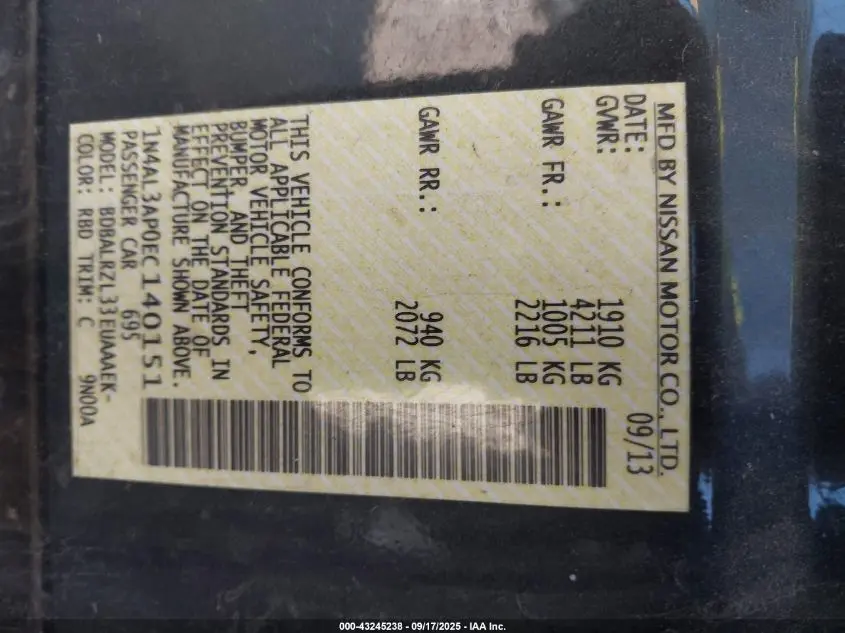 MFD BY NISSAN MOTOR CO., LTD.
DATE: 09/13
GVWR: 1910 KG
4211 LB
GAWR FR.: 1005 KG
2216 LB
GAWR RR.: 940 KG
2072 LB
THIS VEHICLE CONFORMS TO
ALL APPLICABLE FEDERAL
MOTOR VEHICLE SAFETY,
BUMPER, AND THEFT
PREVENTION STANDARDS IN
EFFECT ON THE DATE OF
MANUFACTURE SHOWN ABOVE.
1N4AL3AP0EC140151
PASSENGER CAR 695
MODEL: BDBALRZL33EUAAAEK-
COLOR: RBD TRIM: C 9N00A
000-43245238 - 09/17/2025 - IAA Inc.